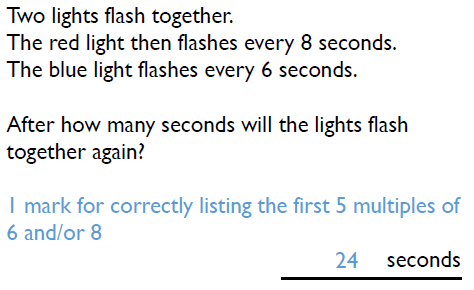 Two lights flash together.
The red light then flashes every 8 seconds.
The blue light flashes every 6 seconds.
After how many seconds will the lights flash
together again?
1 mark for correctly listing the first 5 multiples of
6 and/or 8
24 seconds